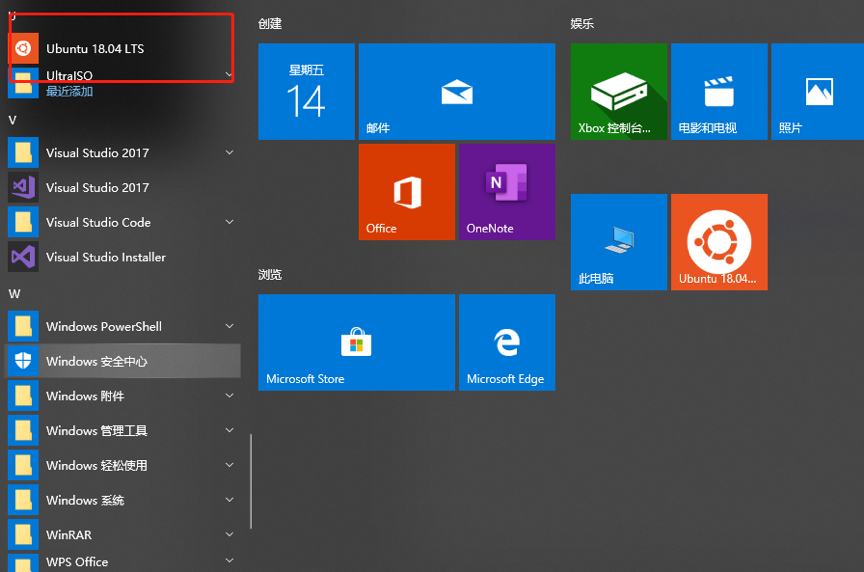 U
Ubuntu 18.04 LTS
UltraISO
最近添加
V
Visual Studio 2017
Visual Studio 2017
Visual Studio Code
Visual Studio Installer
W
Windows PowerShell
Windows 安全中心
Windows 附件
Windows 管理工具
Windows 轻松使用
Windows 系统
WinRAR
WPS Office
创建
星期五
14
邮件
Office
N
OneNote
浏览
Microsoft Store
Microsoft Edge
娱乐
Xbox 控制台...
电影和电视
照片
此电脑
Ubuntu 18.04...